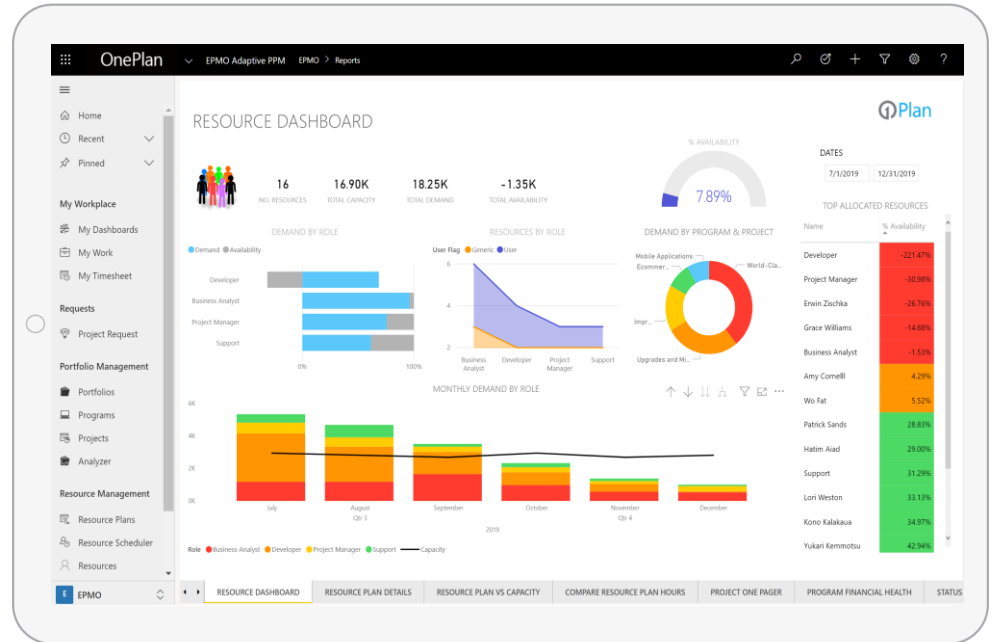 OnePlan
EPMO Adaptive PPM EPMO > Reports
?
Home
Recent
Pinned
My Workplace
My Dashboards
My Work
My Timesheet
Requests
Project Request
Portfolio Management
Portfolios
Programs
Projects
Analyzer
Resource Management
Resource Plans
Resource Scheduler
Resources
E EPMO
RESOURCE DASHBOARD
1Plan
16
NO. RESOURCES
16.90K
TOTAL CAPACITY
18.25K
TOTAL DEMAND
-1.35K
TOTAL AVAILABILITY
% AVAILABILITY
7.89%
DATES
7/1/2019 12/31/2019
DEMAND BY ROLE
Demand Availability
Developer
Business Analyst
Project Manager
Support
0% 100%
RESOURCES BY ROLE
User Flag Generic User
6
4
2
Business Analyst
Developer
Project Manager
Support
DEMAND BY PROGRAM & PROJECT
Mobile Applications
Ecommer...
World-Cla...
Impr...
Upgrades and Mi...
TOP ALLOCATED RESOURCES
Name % Availability
Developer -221.47%
Project Manager -30.98%
Erwin Zischka -26.76%
Grace Williams -14.88%
Business Analyst -1.53%
Amy Cornelll 4.29%
Wo Fat 5.52%
Patrick Sands 28.83%
Hatim Aiad 29.00%
Support 31.29%
Lori Weston 33.13%
Kono Kalakaua 34.97%
Yukari Kemmotsu 42.94%
MONTHLY DEMAND BY ROLE
6K
4K
2K
0K
July August September October November December
Qtr 3 Qtr 4
2019
Role Business Analyst Developer Project Manager Support Capacity
RESOURCE DASHBOARD RESOURCE PLAN DETAILS RESOURCE PLAN VS CAPACITY COMPARE RESOURCE PLAN HOURS PROJECT ONE PAGER PROGRAM FINANCIAL HEALTH STATUS